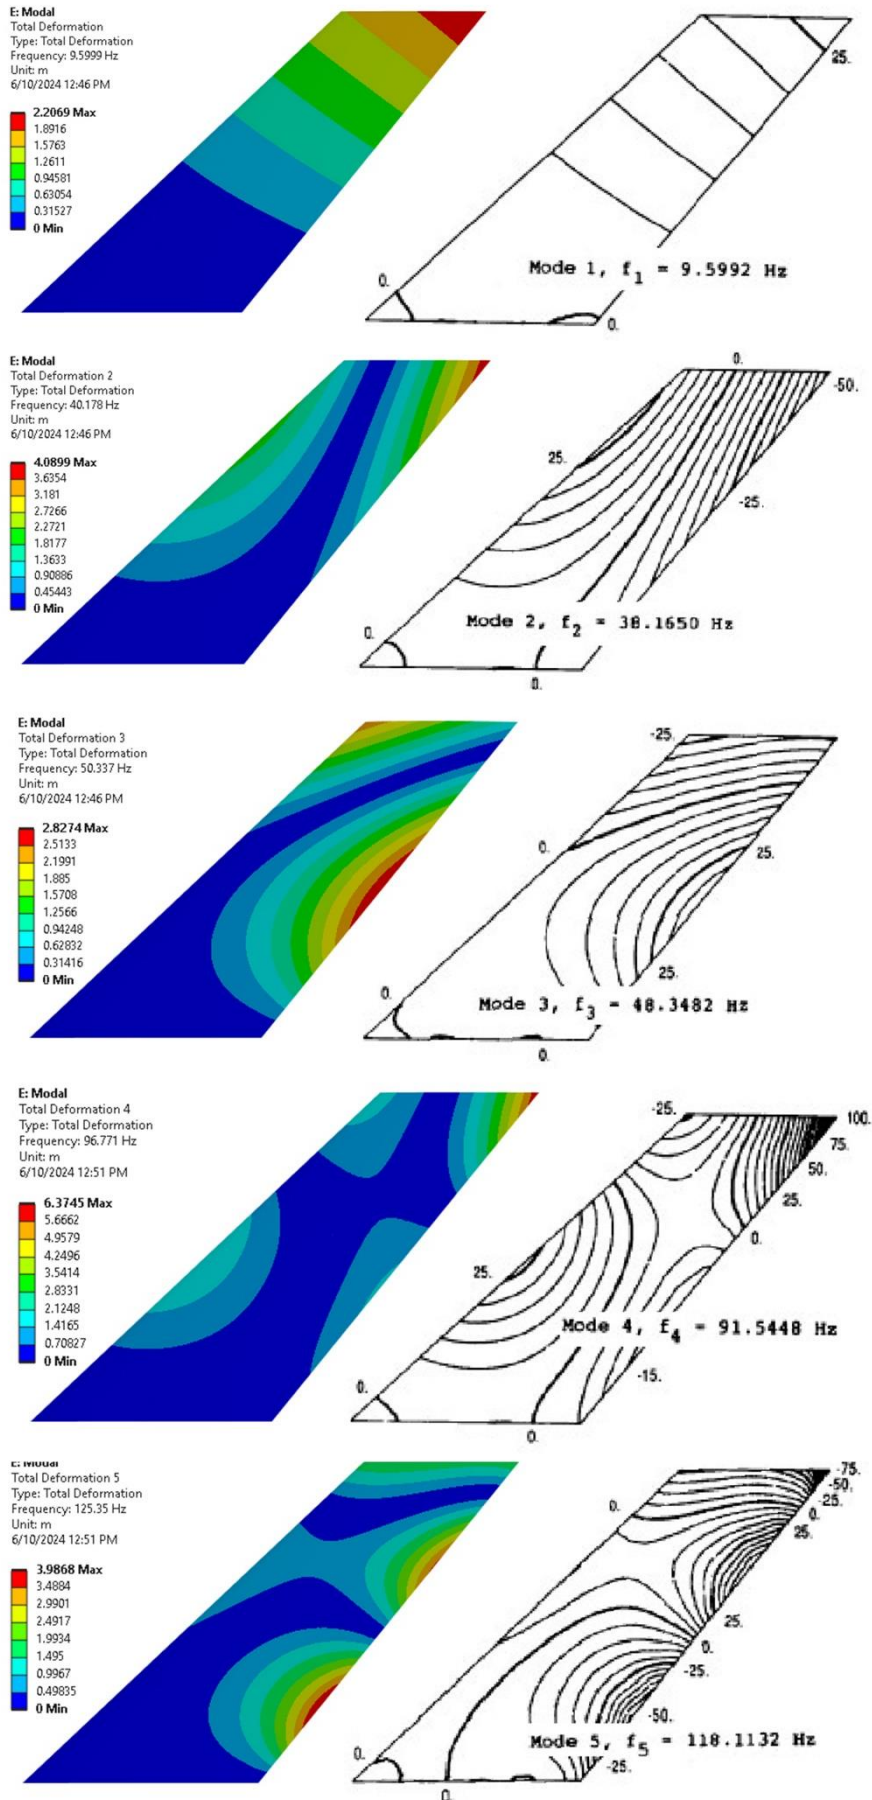 E: Modal
Total Deformation
Type: Total Deformation
Frequency: 9.5999 Hz
Unit: m
6/10/2024 12:46 PM
2.2069 Max
1.8916
1.5763
1.2611
0.94581
0.63054
0.31527
0 Min
25.
0.
0.
Mode 1, f1 = 9.5992 Hz
E: Modal
Total Deformation 2
Type: Total Deformation
Frequency: 40.178 Hz
Unit: m
6/10/2024 12:46 PM
4.0899 Max
3.6354
3.181
2.7266
2.2721
1.8177
1.3633
0.90886
0.45443
0 Min
0.
-50.
25.
-25.
Mode 2, f2 = 38.1650 Hz
0.
0.
E: Modal
Total Deformation 3
Type: Total Deformation
Frequency: 50.337 Hz
Unit: m
6/10/2024 12:46 PM
2.8274 Max
2.5133
2.1991
1.885
1.5708
1.2566
0.94248
0.62832
0.31416
0 Min
-25.
0.
25.
25.
0.
Mode 3, f3 = 48.3482 Hz
0.
E: Modal
Total Deformation 4
Type: Total Deformation
Frequency: 96.771 Hz
Unit: m
6/10/2024 12:51 PM
6.3745 Max
5.6662
4.9579
4.2496
3.5414
2.8331
2.1248
1.4165
0.70827
0 Min
-25.
100.
75.
50.
25.
0.
25.
Mode 4, f4 = 91.5448 Hz
-15.
0.
0.
E: Modal
Total Deformation 5
Type: Total Deformation
Frequency: 125.35 Hz
Unit: m
6/10/2024 12:51 PM
3.9868 Max
3.4884
2.9901
2.4917
1.9934
1.495
0.9967
0.49835
0 Min
-75.
-50.
-25.
0.
0.
25.
25.
0.
-25.
-50.
Mode 5, f5 = 118.1132 Hz
-25.
0.
0.